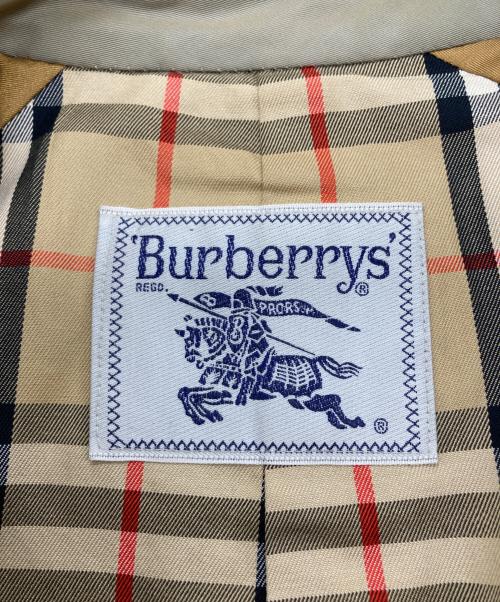 'Burberrys'
REGD. ®
PRORSUM
®